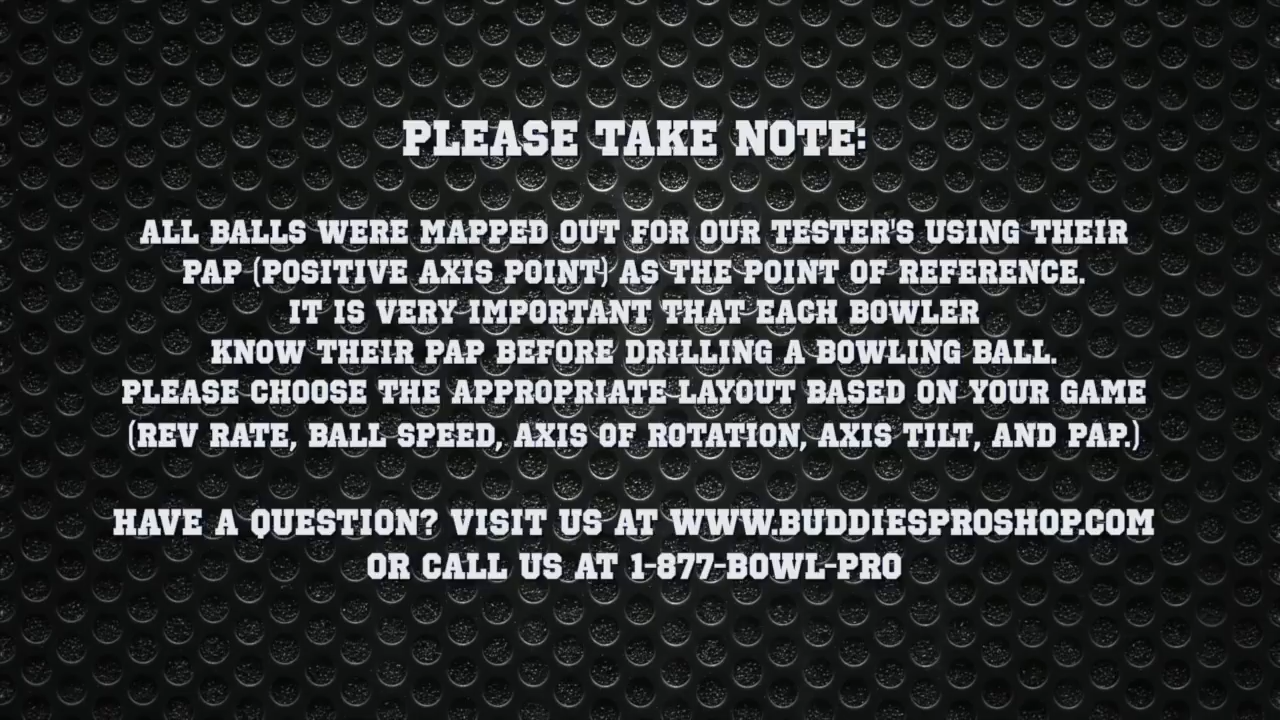 PLEASE TAKE NOTE:
ALL BALLS WERE MAPPED OUT FOR OUR TESTER'S USING THEIR
PAP (POSITIVE AXIS POINT) AS THE POINT OF REFERENCE.
IT IS VERY IMPORTANT THAT EACH BOWLER
KNOW THEIR PAP BEFORE DRILLING A BOWLING BALL.
PLEASE CHOOSE THE APPROPRIATE LAYOUT BASED ON YOUR GAME
(REV RATE, BALL SPEED, AXIS OF ROTATION, AXIS TILT, AND PAP.)
HAVE A QUESTION? VISIT US AT WWW.BUDDIESPROSHOP.COM
OR CALL US AT 1-877-BOWL-PRO